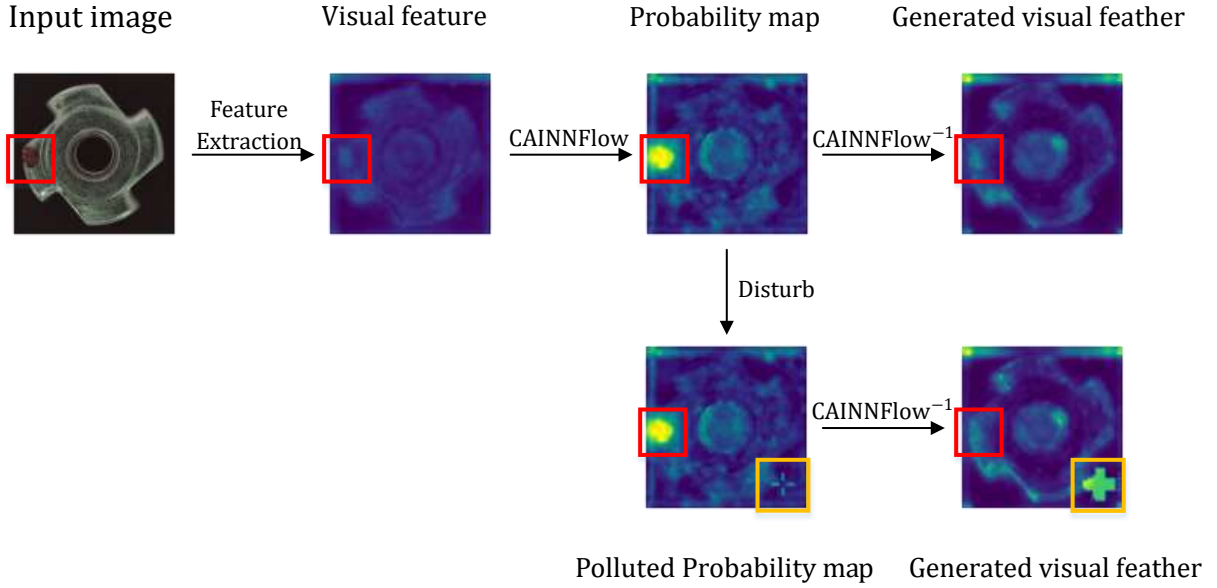 Input image
Visual feature
Probability map
Generated visual feather
Feature
Extraction
CAINNFlow
CAINNFlow⁻¹
Disturb
CAINNFlow⁻¹
Polluted Probability map
Generated visual feather